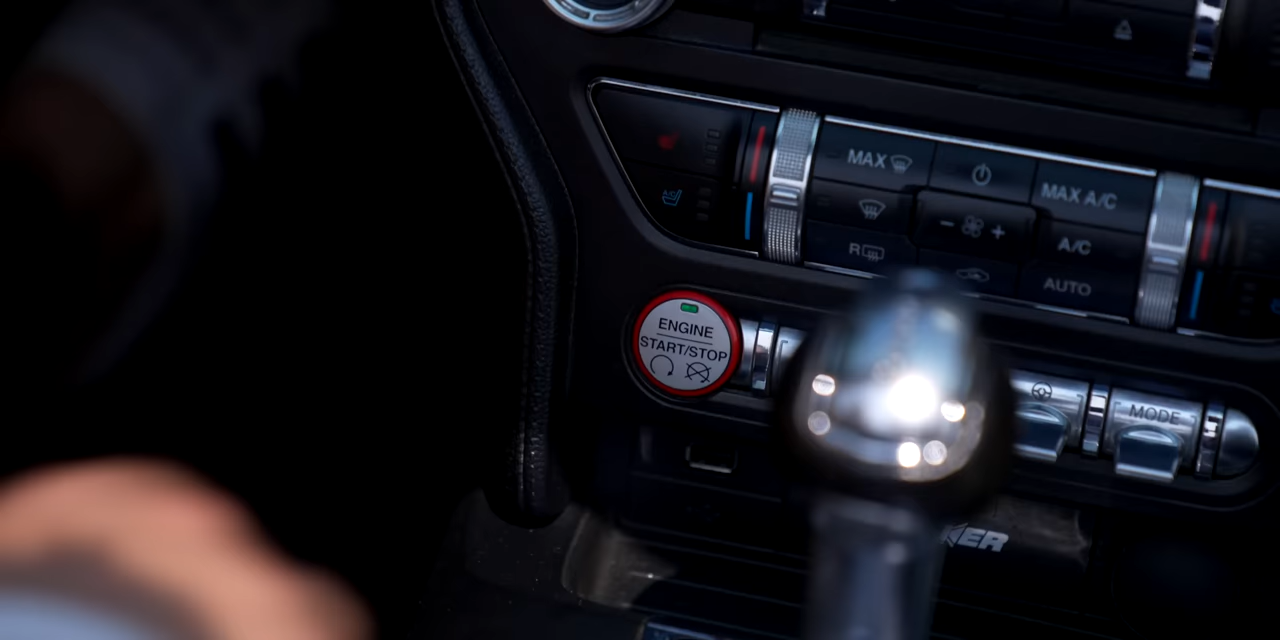 MAX
MAX A/C
- +
A/C
R
AUTO
ENGINE
START/STOP
MODE
KER